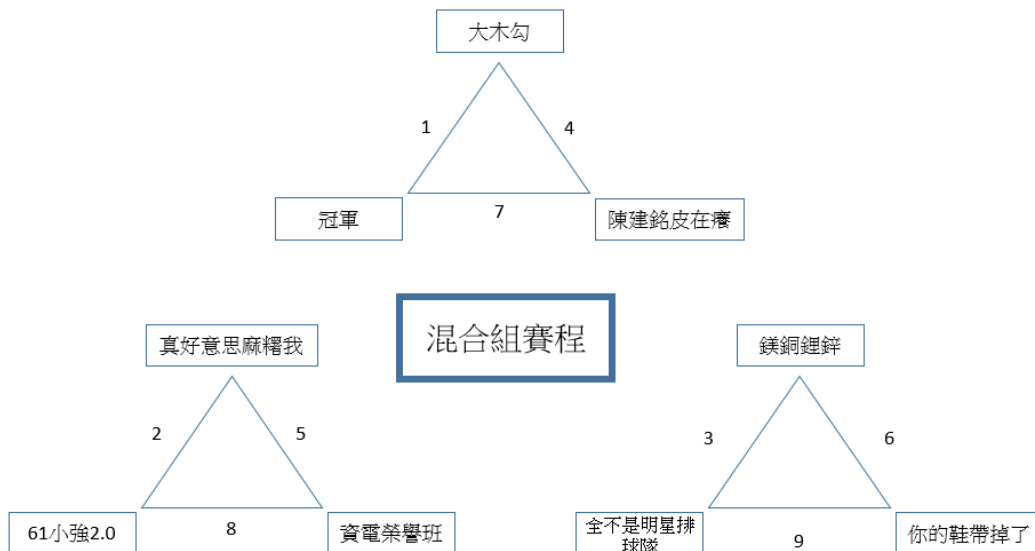 大木勾
1
4
冠軍
7
陳建銘皮在癢
混合組賽程
真好意思麻糬我
鎂銅鋰鋅
2
5
3
6
61小強2.0
8
資電榮譽班
全不是明星排
球隊
9
你的鞋帶掉了